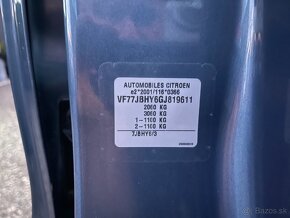 AUTOMOBILES CITROEN
e2*2001/116*0366
VF77JBHY6GJ819611
2060 KG
3060 KG
1-1100 KG
2-1100 KG
7JBHY6/3
bazos.sk